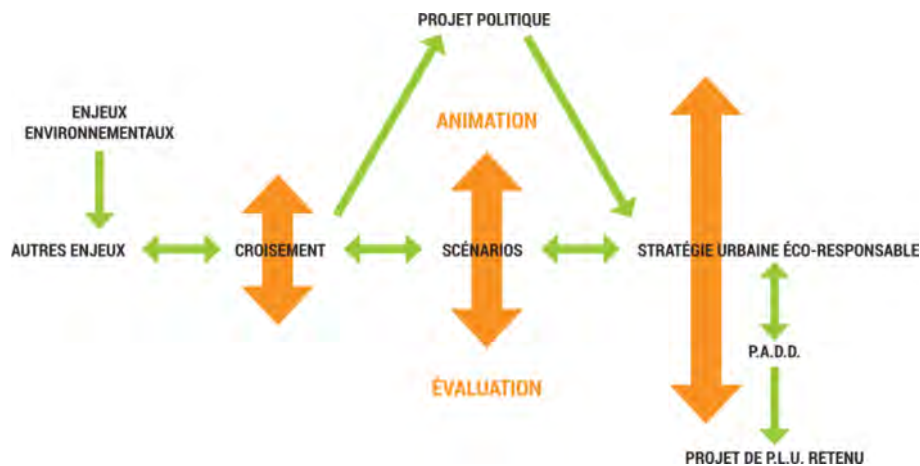 PROJET POLITIQUE
ENJEUX
ENVIRONNEMENTAUX
ANIMATION
AUTRES ENJEUX
CROISEMENT
SCÉNARIOS
STRATÉGIE URBAINE ÉCO-RESPONSABLE
P.A.D.D.
ÉVALUATION
PROJET DE P.L.U. RETENU